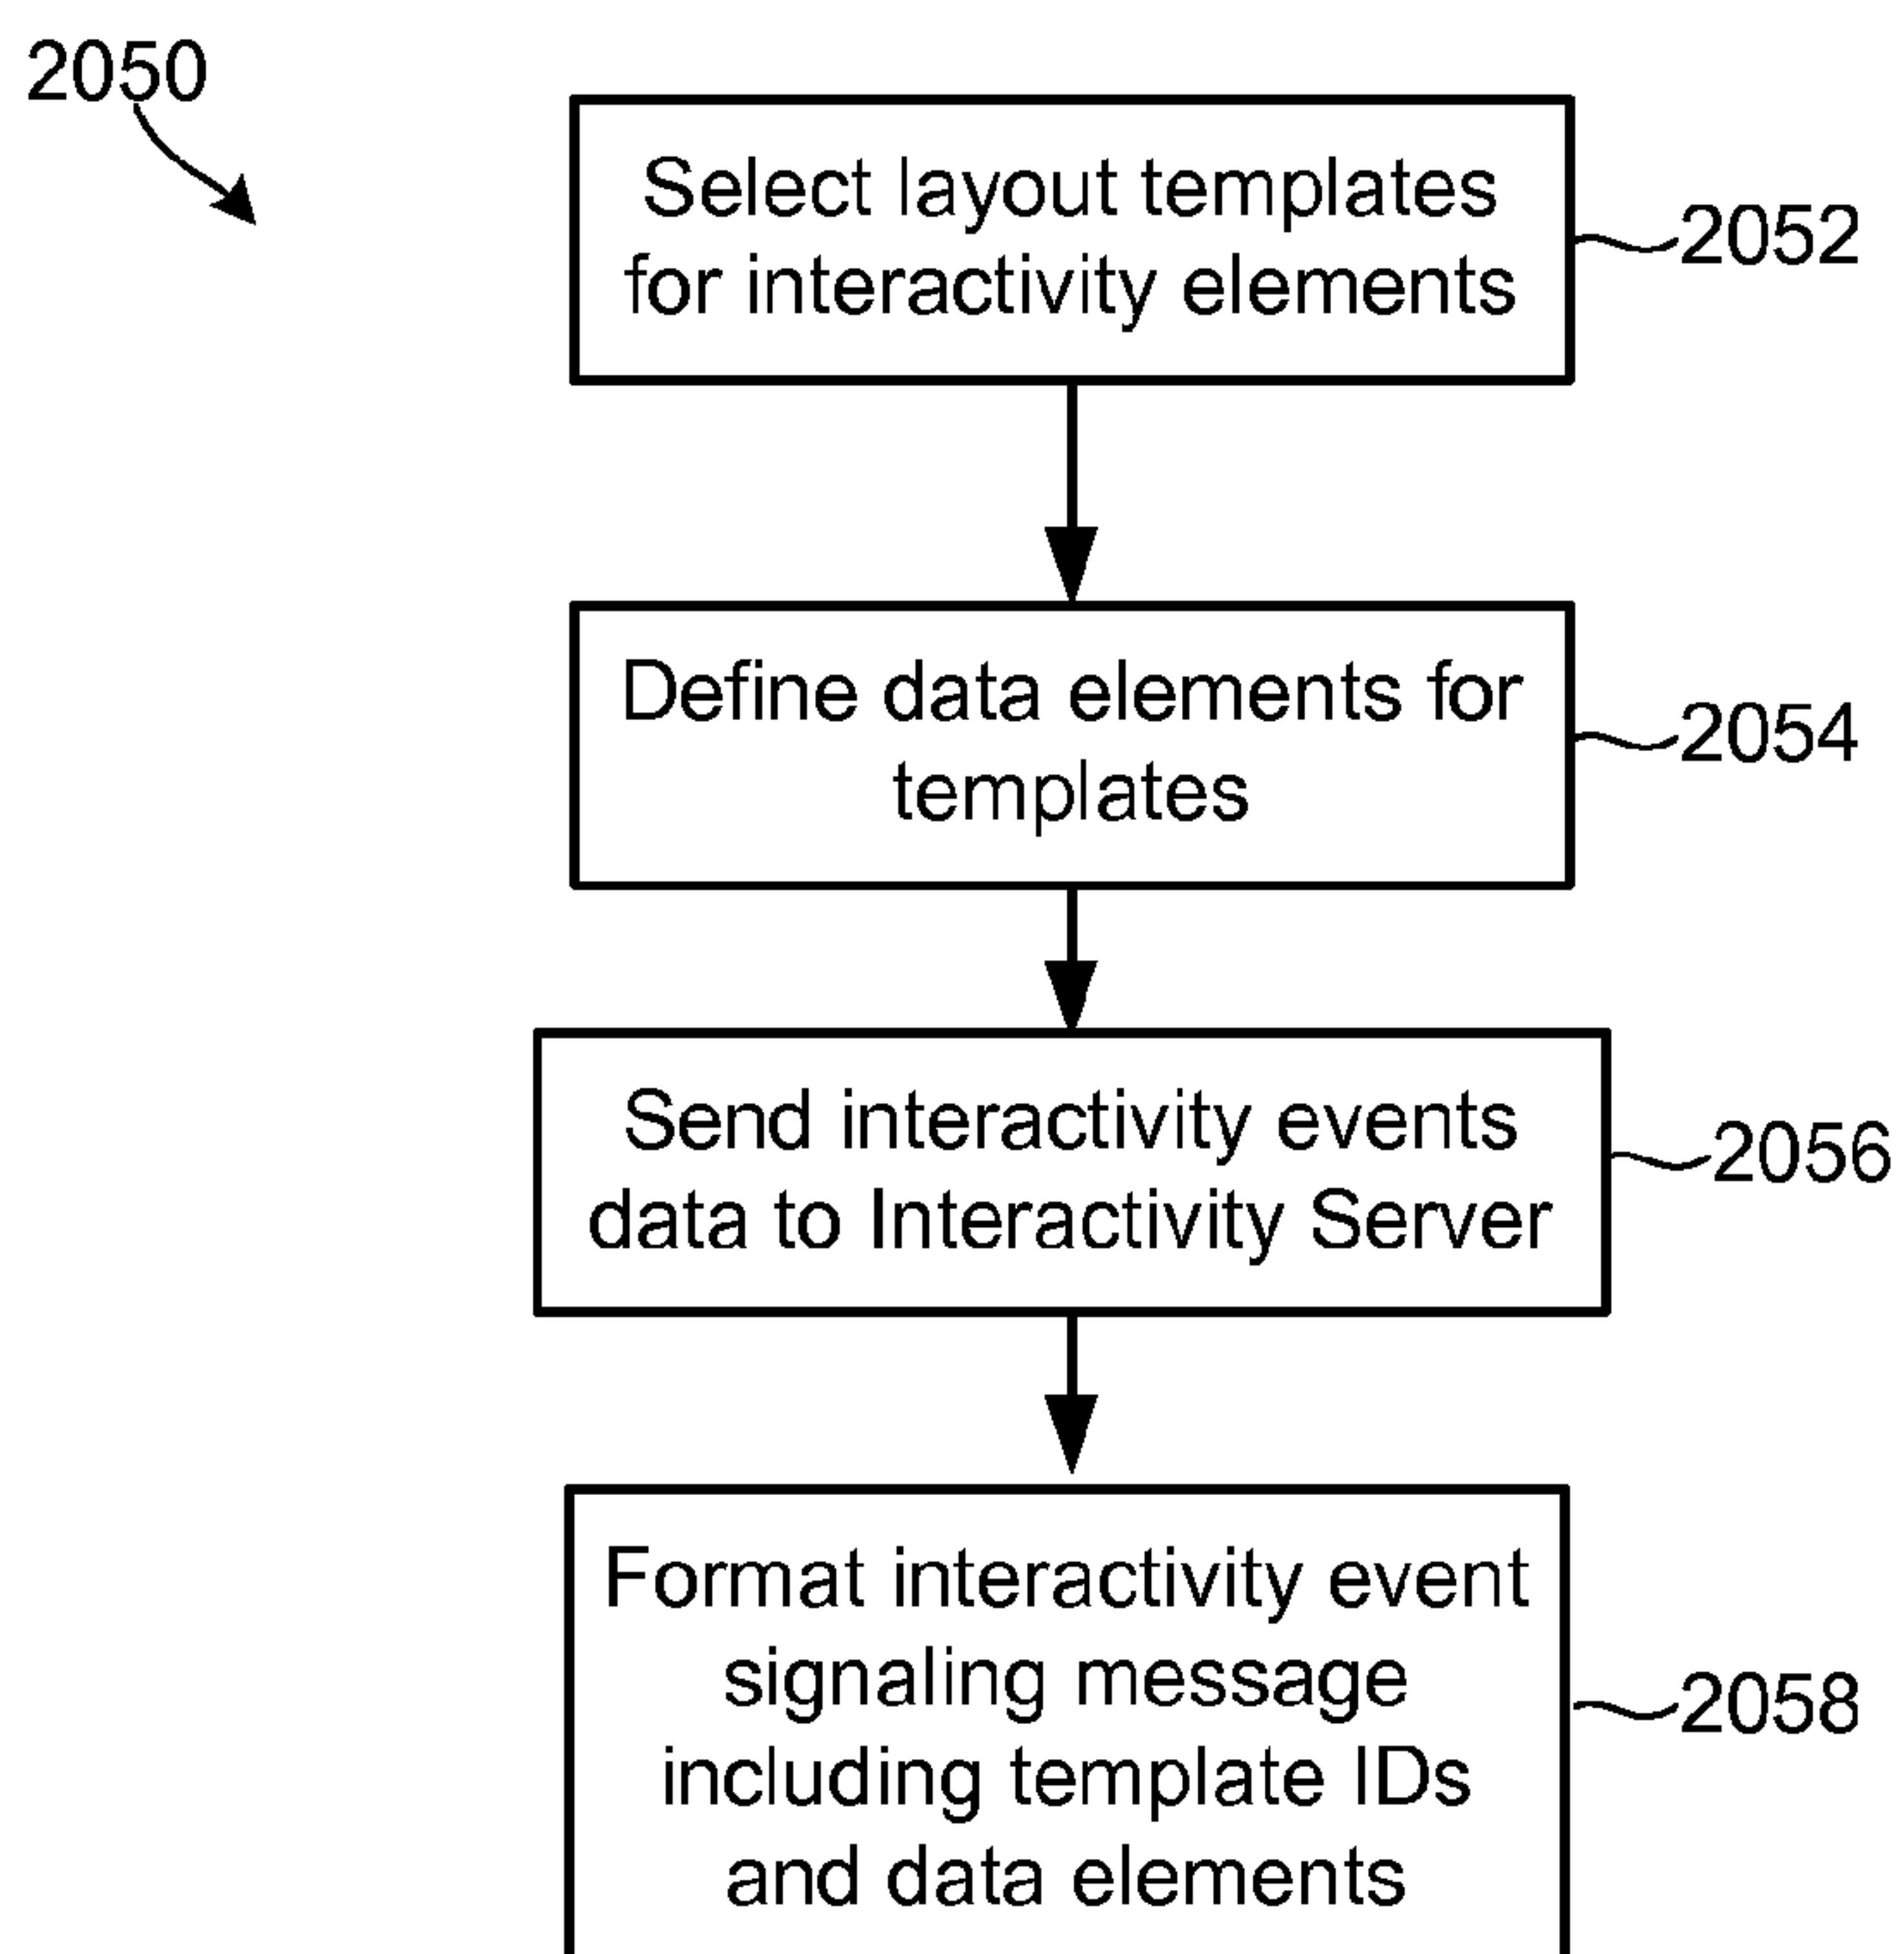 2050
Select layout templates
for interactivity elements
2052
Define data elements for
templates
2054
Send interactivity events
data to Interactivity Server
2056
Format interactivity event
signaling message
including template IDs
and data elements
2058